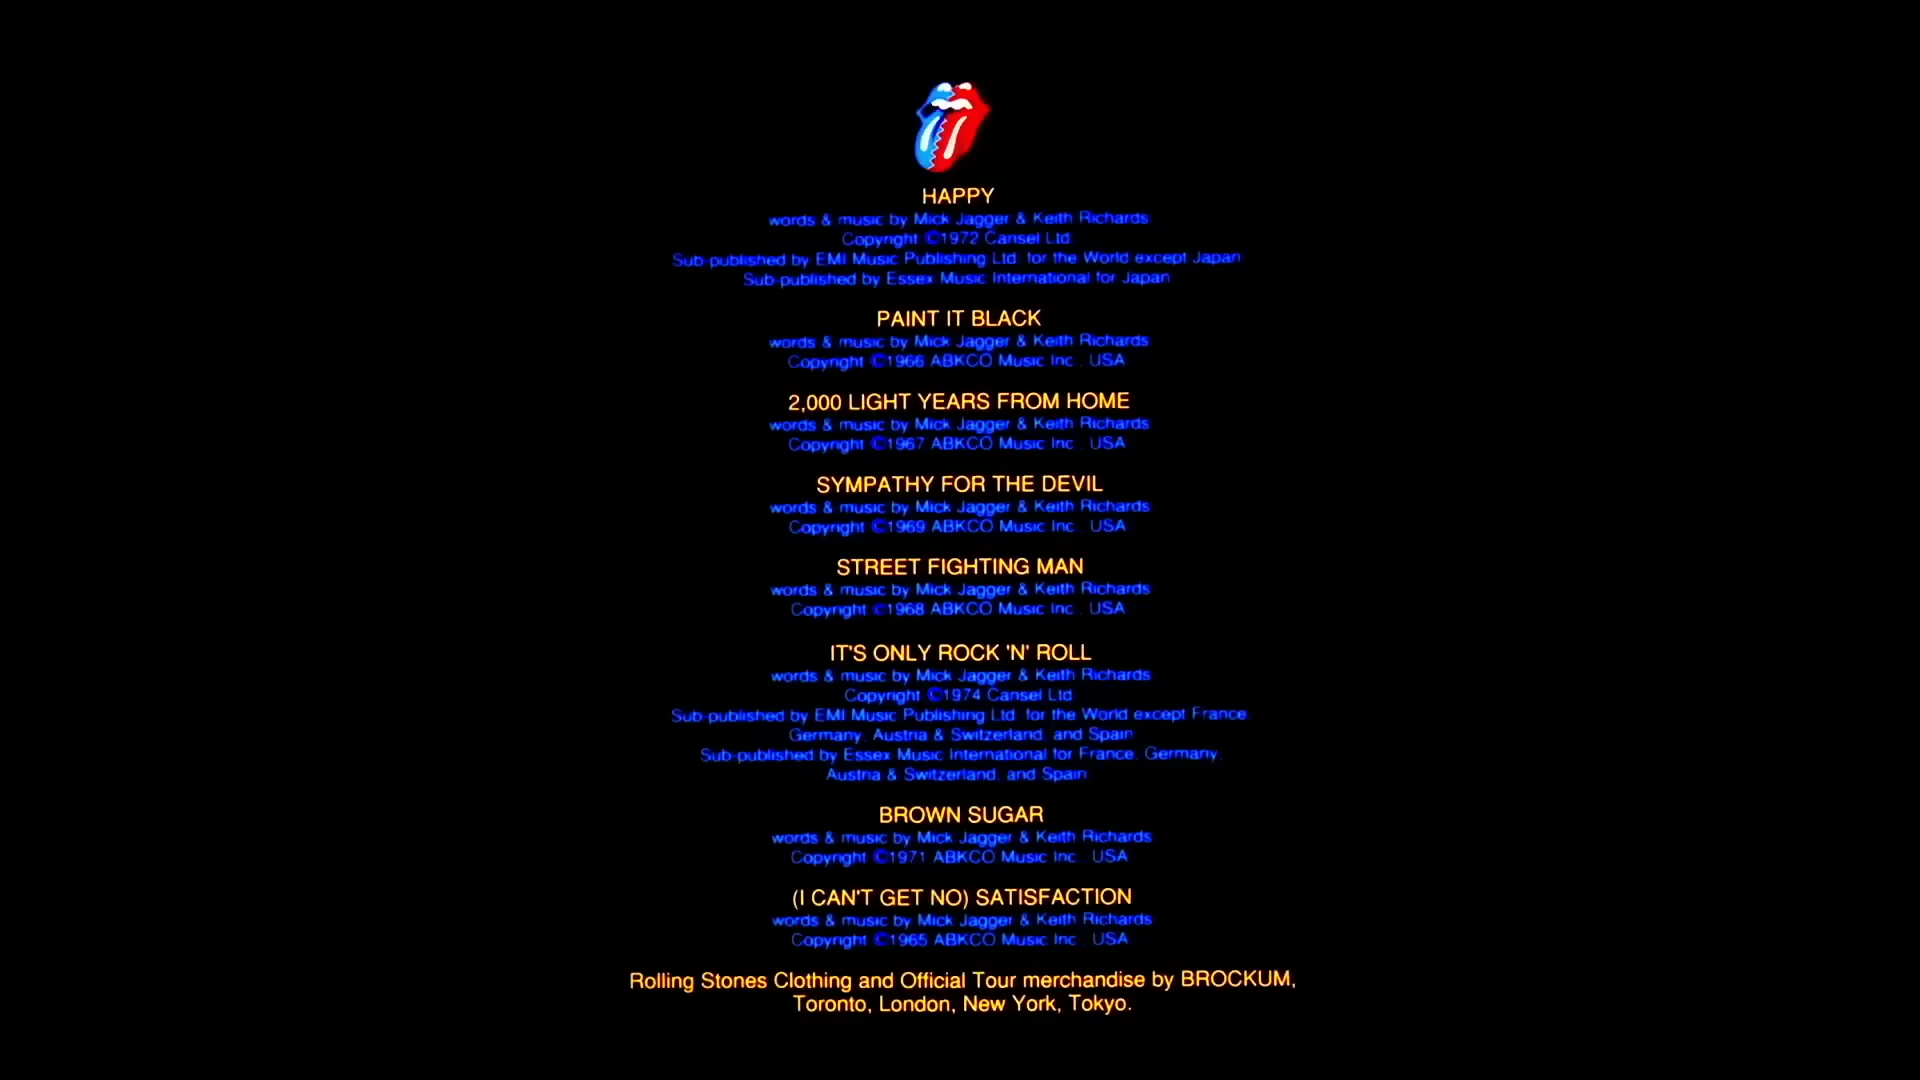 HAPPY
words & music by Mick Jagger & Keith Richards
Copyright ©1972 Cansel Ltd
Sub-published by EMI Music Publishing Ltd. for the World except Japan
Sub-published by Essex Music International for Japan
PAINT IT BLACK
words & music by Mick Jagger & Keith Richards
Copyright ©1966 ABKCO Music Inc., USA
2,000 LIGHT YEARS FROM HOME
words & music by Mick Jagger & Keith Richards
Copyright ©1967 ABKCO Music Inc., USA
SYMPATHY FOR THE DEVIL
words & music by Mick Jagger & Keith Richards
Copyright ©1969 ABKCO Music Inc., USA
STREET FIGHTING MAN
words & music by Mick Jagger & Keith Richards
Copyright ©1968 ABKCO Music Inc., USA
IT'S ONLY ROCK 'N' ROLL
words & music by Mick Jagger & Keith Richards
Copyright ©1974 Cansel Ltd
Sub-published by EMI Music Publishing Ltd. for the World except France,
Germany, Austria & Switzerland, and Spain
Sub-published by Essex Music International for France, Germany,
Austria & Switzerland, and Spain
BROWN SUGAR
words & music by Mick Jagger & Keith Richards
Copyright ©1971 ABKCO Music Inc., USA
(I CAN'T GET NO) SATISFACTION
words & music by Mick Jagger & Keith Richards
Copyright ©1965 ABKCO Music Inc., USA
Rolling Stones Clothing and Official Tour merchandise by BROCKUM,
Toronto, London, New York, Tokyo.